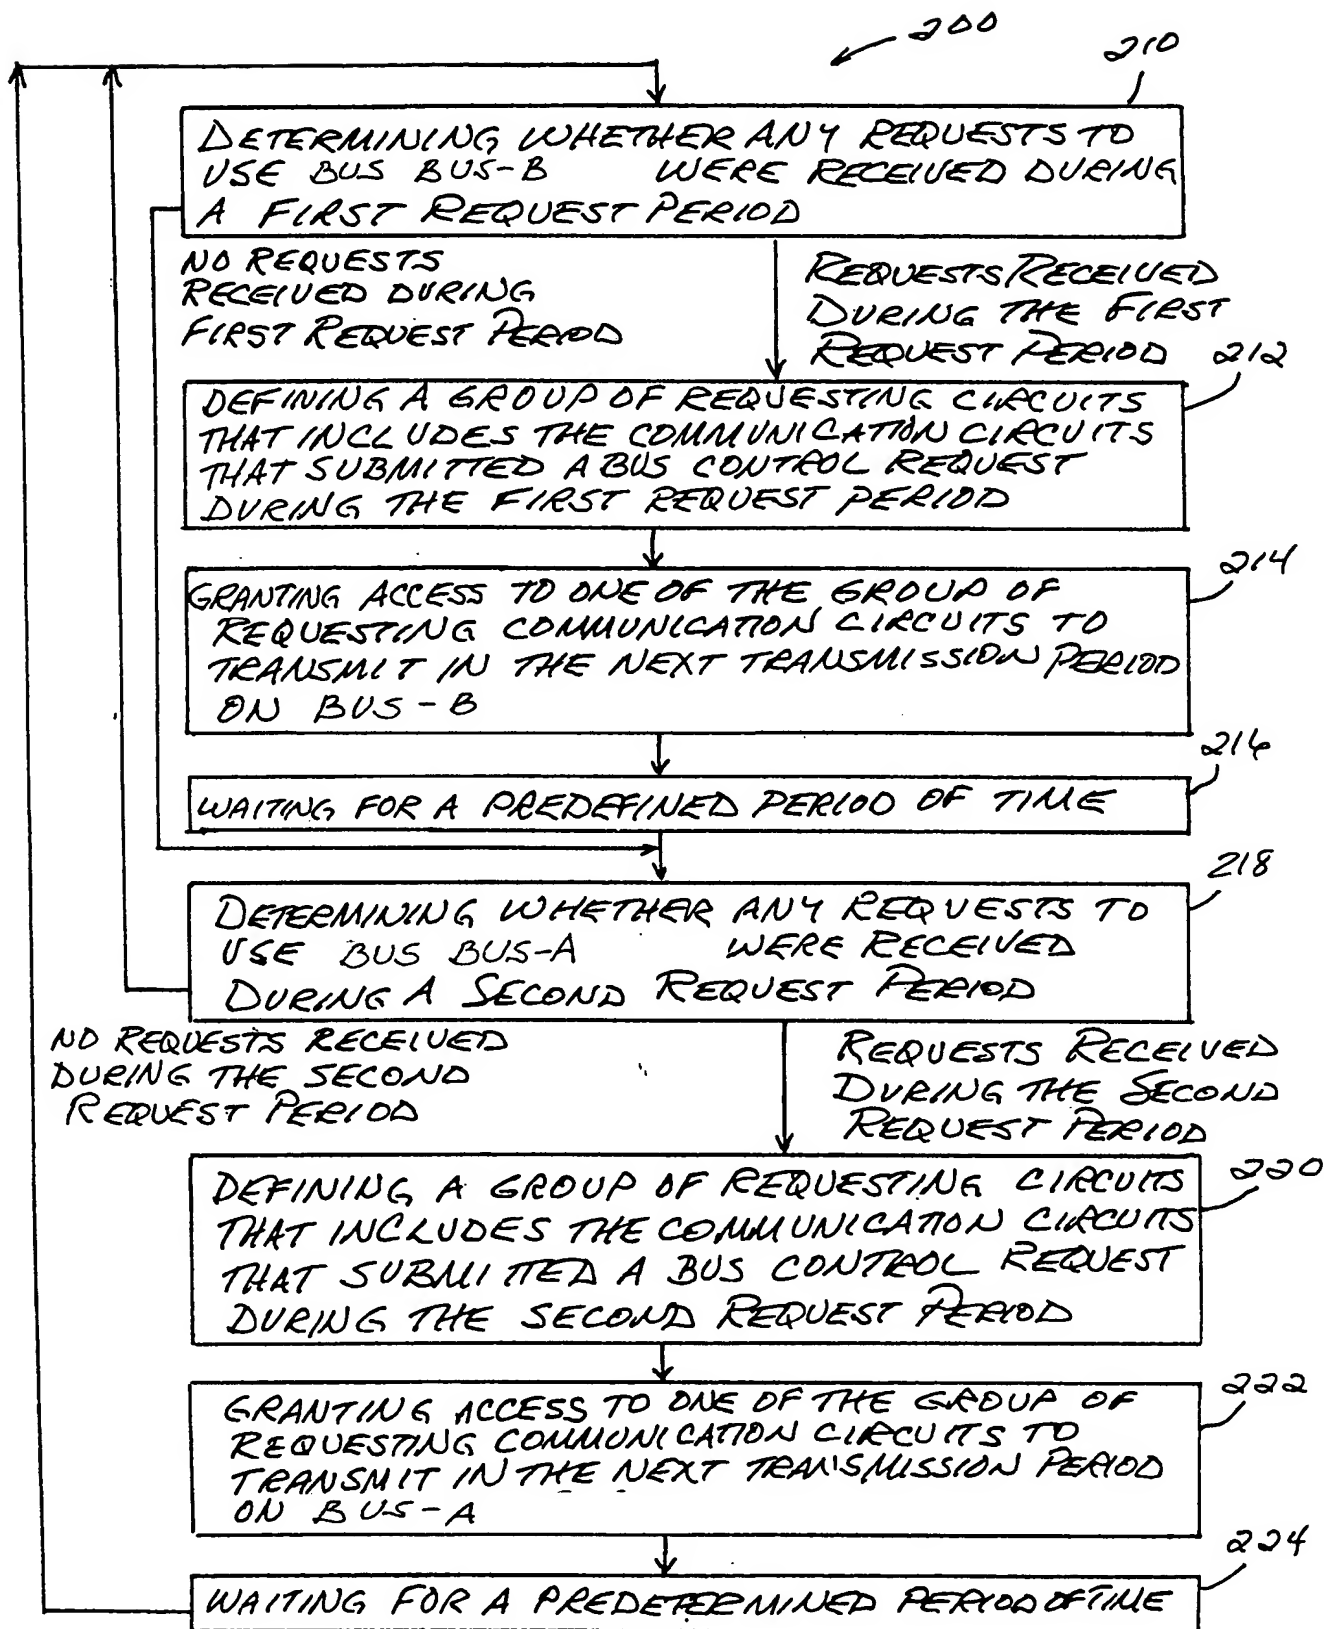 200
210
DETERMINING WHETHER ANY REQUESTS TO
USE BUS BUS-B WERE RECEIVED DURING
A FIRST REQUEST PERIOD
NO REQUESTS
RECEIVED DURING
FIRST REQUEST PERIOD
REQUESTS RECEIVED
DURING THE FIRST
REQUEST PERIOD
212
DEFINING A GROUP OF REQUESTING CIRCUITS
THAT INCLUDES THE COMMUNICATION CIRCUITS
THAT SUBMITTED A BUS CONTROL REQUEST
DURING THE FIRST REQUEST PERIOD
214
GRANTING ACCESS TO ONE OF THE GROUP OF
REQUESTING COMMUNICATION CIRCUITS TO
TRANSMIT IN THE NEXT TRANSMISSION PERIOD
ON BUS-B
216
WAITING FOR A PREDEFINED PERIOD OF TIME
218
DETERMINING WHETHER ANY REQUESTS TO
USE BUS BUS-A WERE RECEIVED
DURING A SECOND REQUEST PERIOD
NO REQUESTS RECEIVED
DURING THE SECOND
REQUEST PERIOD
REQUESTS RECEIVED
DURING THE SECOND
REQUEST PERIOD
220
DEFINING A GROUP OF REQUESTING CIRCUITS
THAT INCLUDES THE COMMUNICATION CIRCUITS
THAT SUBMITTED A BUS CONTROL REQUEST
DURING THE SECOND REQUEST PERIOD
222
GRANTING ACCESS TO ONE OF THE GROUP OF
REQUESTING COMMUNICATION CIRCUITS TO
TRANSMIT IN THE NEXT TRANSMISSION PERIOD
ON BUS-A
224
WAITING FOR A PREDETERMINED PERIOD OF TIME